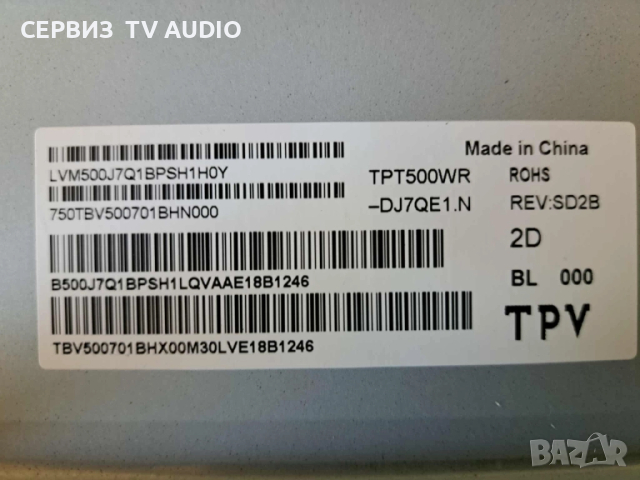 СЕРВИЗ TV AUDIO
Made in China
LVM500J7Q1BPSH1H0Y
TPT500WR
ROHS
750TBV500701BHN000
–DJ7QE1.N
REV:SD2B
2D
B500J7Q1BPSH1LQVAAE18B1246
BL 000
TPV
TBV500701BHX00M30LVE18B1246
BAZAR